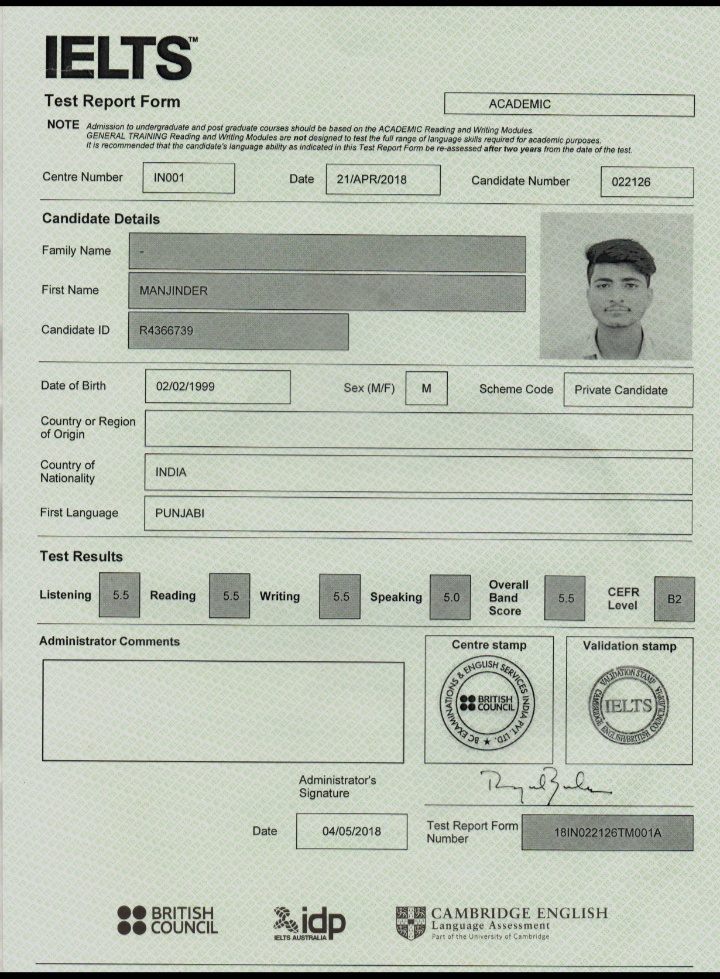 IELTS™
Test Report Form
ACADEMIC
NOTE Admission to undergraduate and post graduate courses should be based on the ACADEMIC Reading and Writing Modules.
GENERAL TRAINING Reading and Writing Modules are not designed to test the full range of language skills required for academic purposes.
It is recommended that the candidate's language ability as indicated in this Test Report Form be re-assessed after two years from the date of the test.
Centre Number IN001 Date 21/APR/2018 Candidate Number 022126
Candidate Details
Family Name -
First Name MANJINDER
Candidate ID R4366739
Date of Birth 02/02/1999 Sex (M/F) M Scheme Code Private Candidate
Country or Region
of Origin
Country of
Nationality
INDIA
First Language PUNJABI
Test Results
Listening 5.5 Reading 5.5 Writing 5.5 Speaking 5.0 Overall
Band
Score
5.5 CEFR
Level
B2
Administrator Comments
Centre stamp
BC EXAMINATIONS & ENGLISH SERVICES INDIA PVT. LTD.
BRITISH
COUNCIL
Validation stamp
VALIDATION STAMP
IELTS
CAMBRIDGE ENGLISH/BRITISH COUNCIL
Administrator's
Signature
Date 04/05/2018
Test Report Form
Number
18IN022126TM001A
BRITISH
COUNCIL
idp
IELTS AUSTRALIA
CAMBRIDGE ENGLISH
Language Assessment
Part of the University of Cambridge